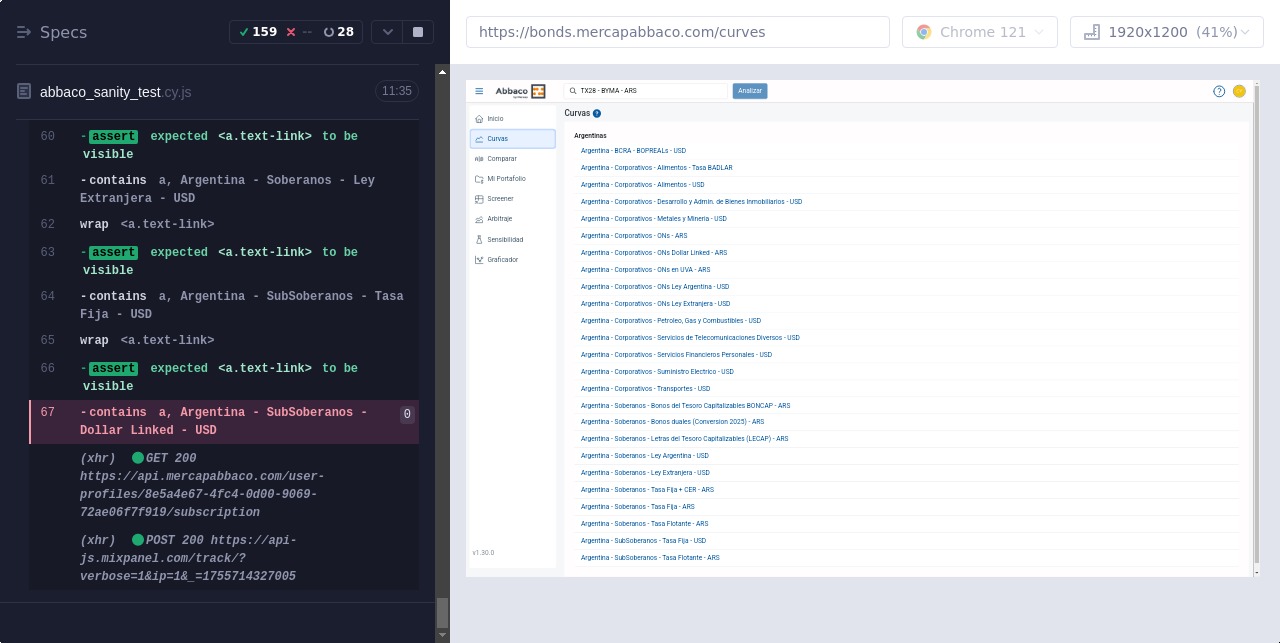 Specs
159
--
28
abbaco_sanity_test.cy.js
11:35
60 -assert expected <a.text-link> to be
visible
61 -contains a, Argentina - Soberanos - Ley
Extranjera - USD
62 wrap <a.text-link>
63 -assert expected <a.text-link> to be
visible
64 -contains a, Argentina - SubSoberanos - Tasa
Fija - USD
65 wrap <a.text-link>
66 -assert expected <a.text-link> to be
visible
67 -contains a, Argentina - SubSoberanos -
Dollar Linked - USD
0
(xhr) GET 200
https://api.mercapabbaco.com/user-
profiles/8e5a4e67-4fc4-0d00-9069-
72ae06f7f919/subscription
(xhr) POST 200 https://api-
js.mixpanel.com/track/?
verbose=1&ip=1&_=1755714327005
https://bonds.mercapabbaco.com/curves
Chrome 121
1920x1200 (41%)
Abbaco
TX28 - BYMA - ARS
Analizar
?
Inicio
Curvas
Comparar
Mi Portafolio
Screener
Arbitraje
Sensibilidad
Graficador
v1.30.0
Curvas ?
Argentinas
Argentina - BCRA - BOPREALs - USD
Argentina - Corporativos - Alimentos - Tasa BADLAR
Argentina - Corporativos - Alimentos - USD
Argentina - Corporativos - Desarrollo y Admin. de Bienes Inmobiliarios - USD
Argentina - Corporativos - Metales y Mineria - USD
Argentina - Corporativos - ONs - ARS
Argentina - Corporativos - ONs Dollar Linked - ARS
Argentina - Corporativos - ONs en UVA - ARS
Argentina - Corporativos - ONs Ley Argentina - USD
Argentina - Corporativos - ONs Ley Extranjera - USD
Argentina - Corporativos - Petroleo, Gas y Combustibles - USD
Argentina - Corporativos - Servicios de Telecomunicaciones Diversos - USD
Argentina - Corporativos - Servicios Financieros Personales - USD
Argentina - Corporativos - Suministro Electrico - USD
Argentina - Corporativos - Transportes - USD
Argentina - Soberanos - Bonos del Tesoro Capitalizables BONCAP - ARS
Argentina - Soberanos - Bonos duales (Conversion 2025) - ARS
Argentina - Soberanos - Letras del Tesoro Capitalizables (LECAP) - ARS
Argentina - Soberanos - Ley Argentina - USD
Argentina - Soberanos - Ley Extranjera - USD
Argentina - Soberanos - Tasa Fija + CER - ARS
Argentina - Soberanos - Tasa Fija - ARS
Argentina - Soberanos - Tasa Flotante - ARS
Argentina - SubSoberanos - Tasa Fija - USD
Argentina - SubSoberanos - Tasa Flotante - ARS